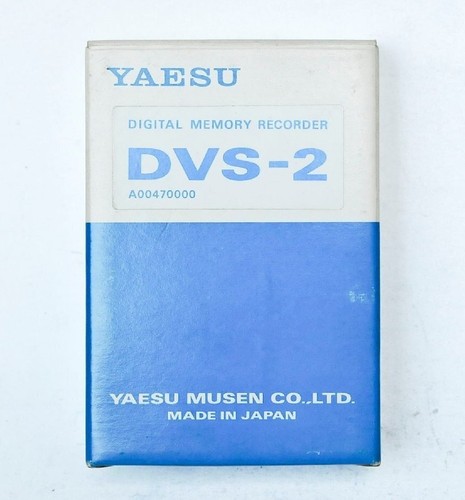 YAESU
DIGITAL MEMORY RECORDER
DVS-2
A00470000
YAESU MUSEN CO.,LTD.
MADE IN JAPAN